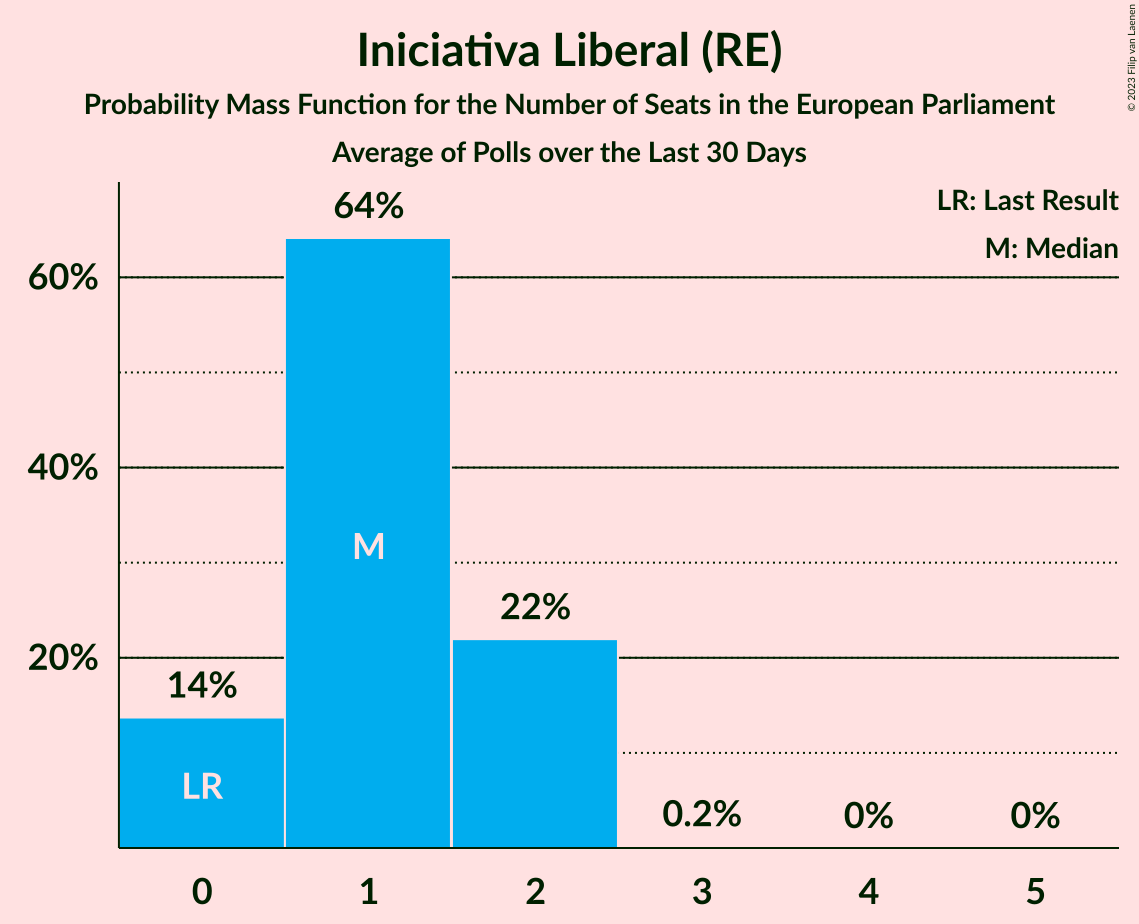 Iniciativa Liberal (RE)
Probability Mass Function for the Number of Seats in the European Parliament
Average of Polls over the Last 30 Days
© 2023 Filip van Laenen
LR: Last Result
M: Median
64%
60%
M
40%
22%
20%
14%
LR
0.2%
0%
0%
0 1 2 3 4 5